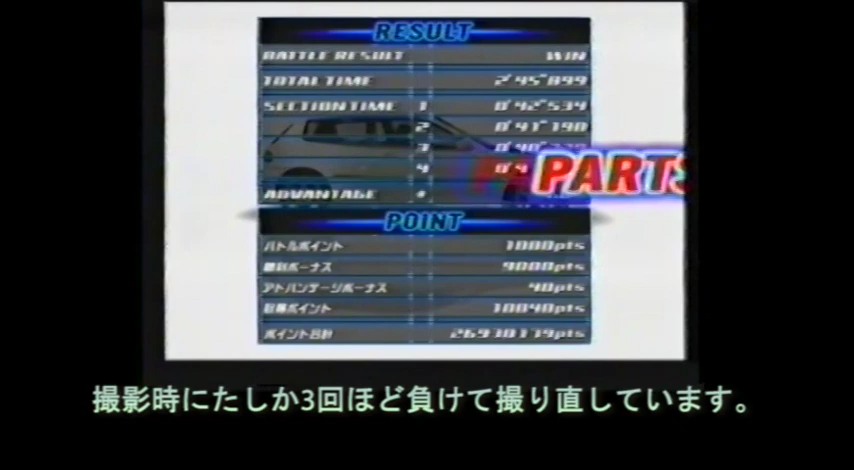 RESULT
BATTLE RESULT WIN
TOTAL TIME 2'45"899
SECTION TIME 1 0'42"534
2 0'41"190
3 0'40"
4 0'4
PARTS
ADVANTAGE
POINT
バトルポイント 1000pts
勝利ボーナス 9000pts
アドバンテージボーナス 40pts
獲得ポイント 10040pts
ポイント合計 26930139pts
撮影時にたしか3回ほど負けて撮り直しています。